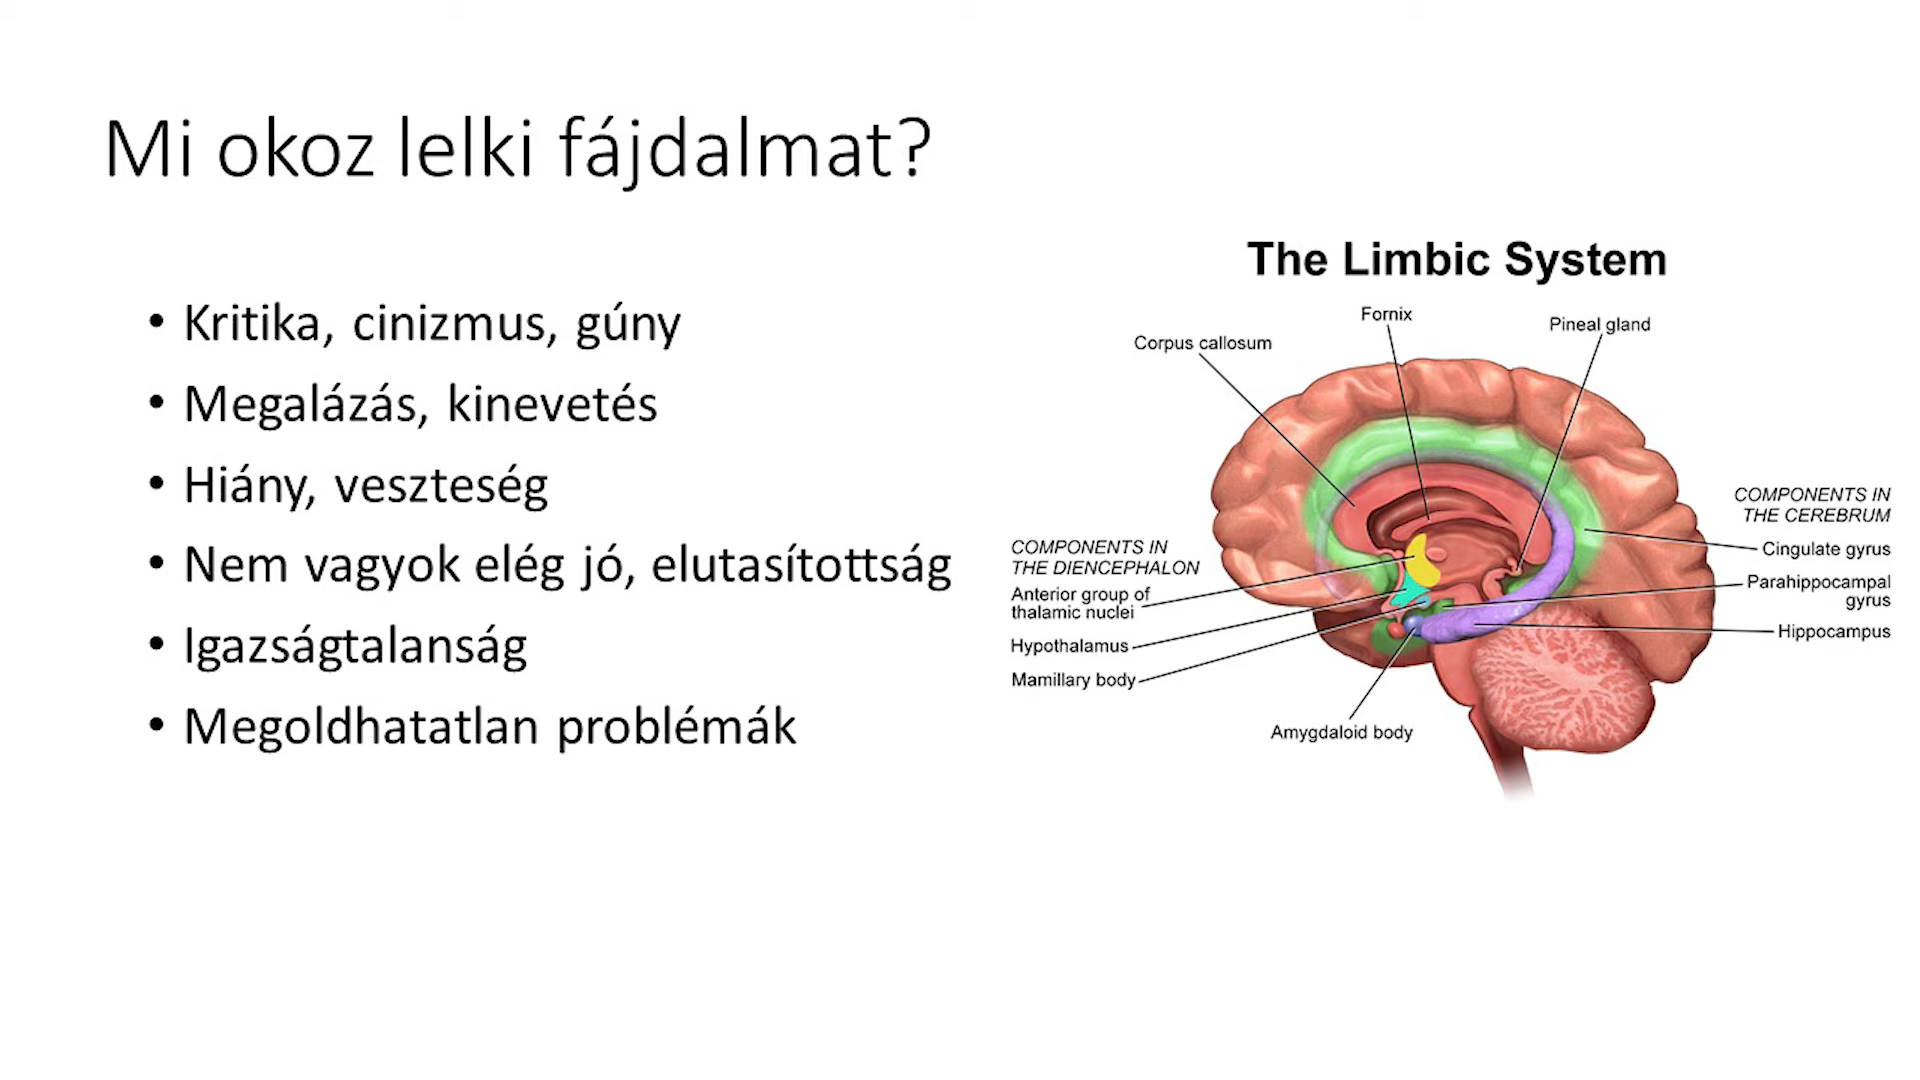 Mi okoz lelki fájdalmat?
• Kritika, cinizmus, gúny
• Megalázás, kinevetés
• Hiány, veszteség
• Nem vagyok elég jó, elutasítottság
• Igazságtalanság
• Megoldhatatlan problémák
The Limbic System
Fornix
Pineal gland
Corpus callosum
COMPONENTS IN
THE CEREBRUM
Cingulate gyrus
Parahippocampal
gyrus
Hippocampus
COMPONENTS IN
THE DIENCEPHALON
Anterior group of
thalamic nuclei
Hypothalamus
Mamillary body
Amygdaloid body